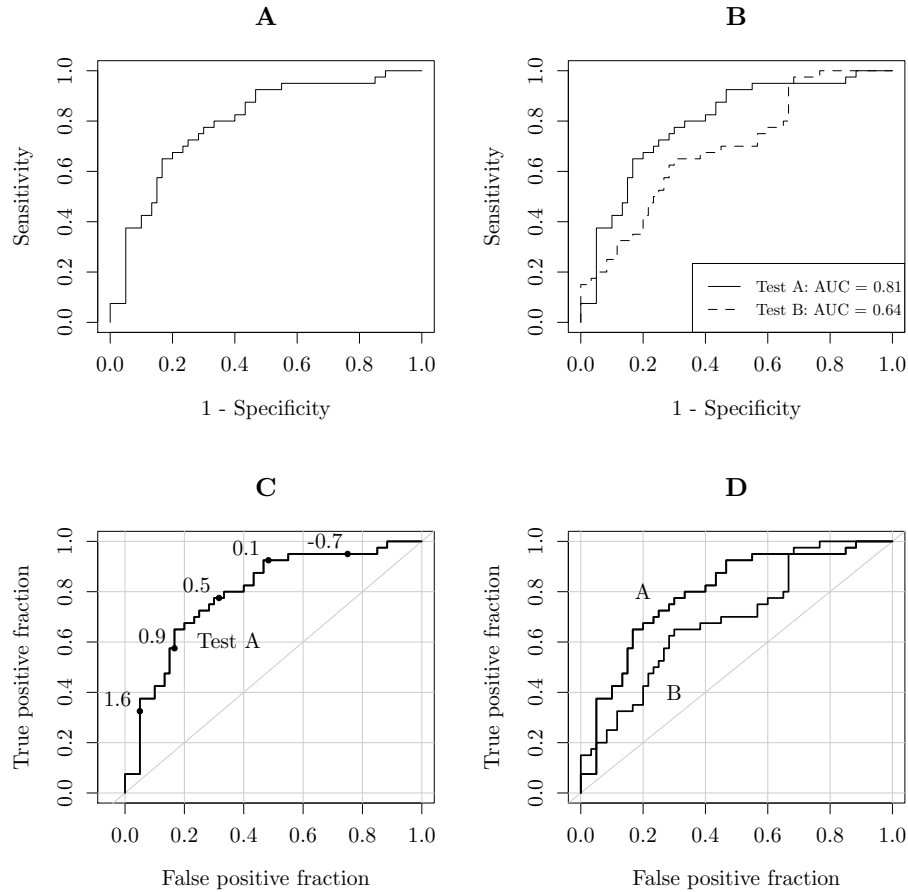 A
Sensitivity
0.0 0.2 0.4 0.6 0.8 1.0
0.0 0.2 0.4 0.6 0.8 1.0
1 - Specificity
B
Sensitivity
0.0 0.2 0.4 0.6 0.8 1.0
Test A: AUC = 0.81
Test B: AUC = 0.64
0.0 0.2 0.4 0.6 0.8 1.0
1 - Specificity
C
True positive fraction
0.0 0.2 0.4 0.6 0.8 1.0
-0.7
0.1
0.5
0.9
Test A
1.6
0.0 0.2 0.4 0.6 0.8 1.0
False positive fraction
D
True positive fraction
0.0 0.2 0.4 0.6 0.8 1.0
A
B
0.0 0.2 0.4 0.6 0.8 1.0
False positive fraction